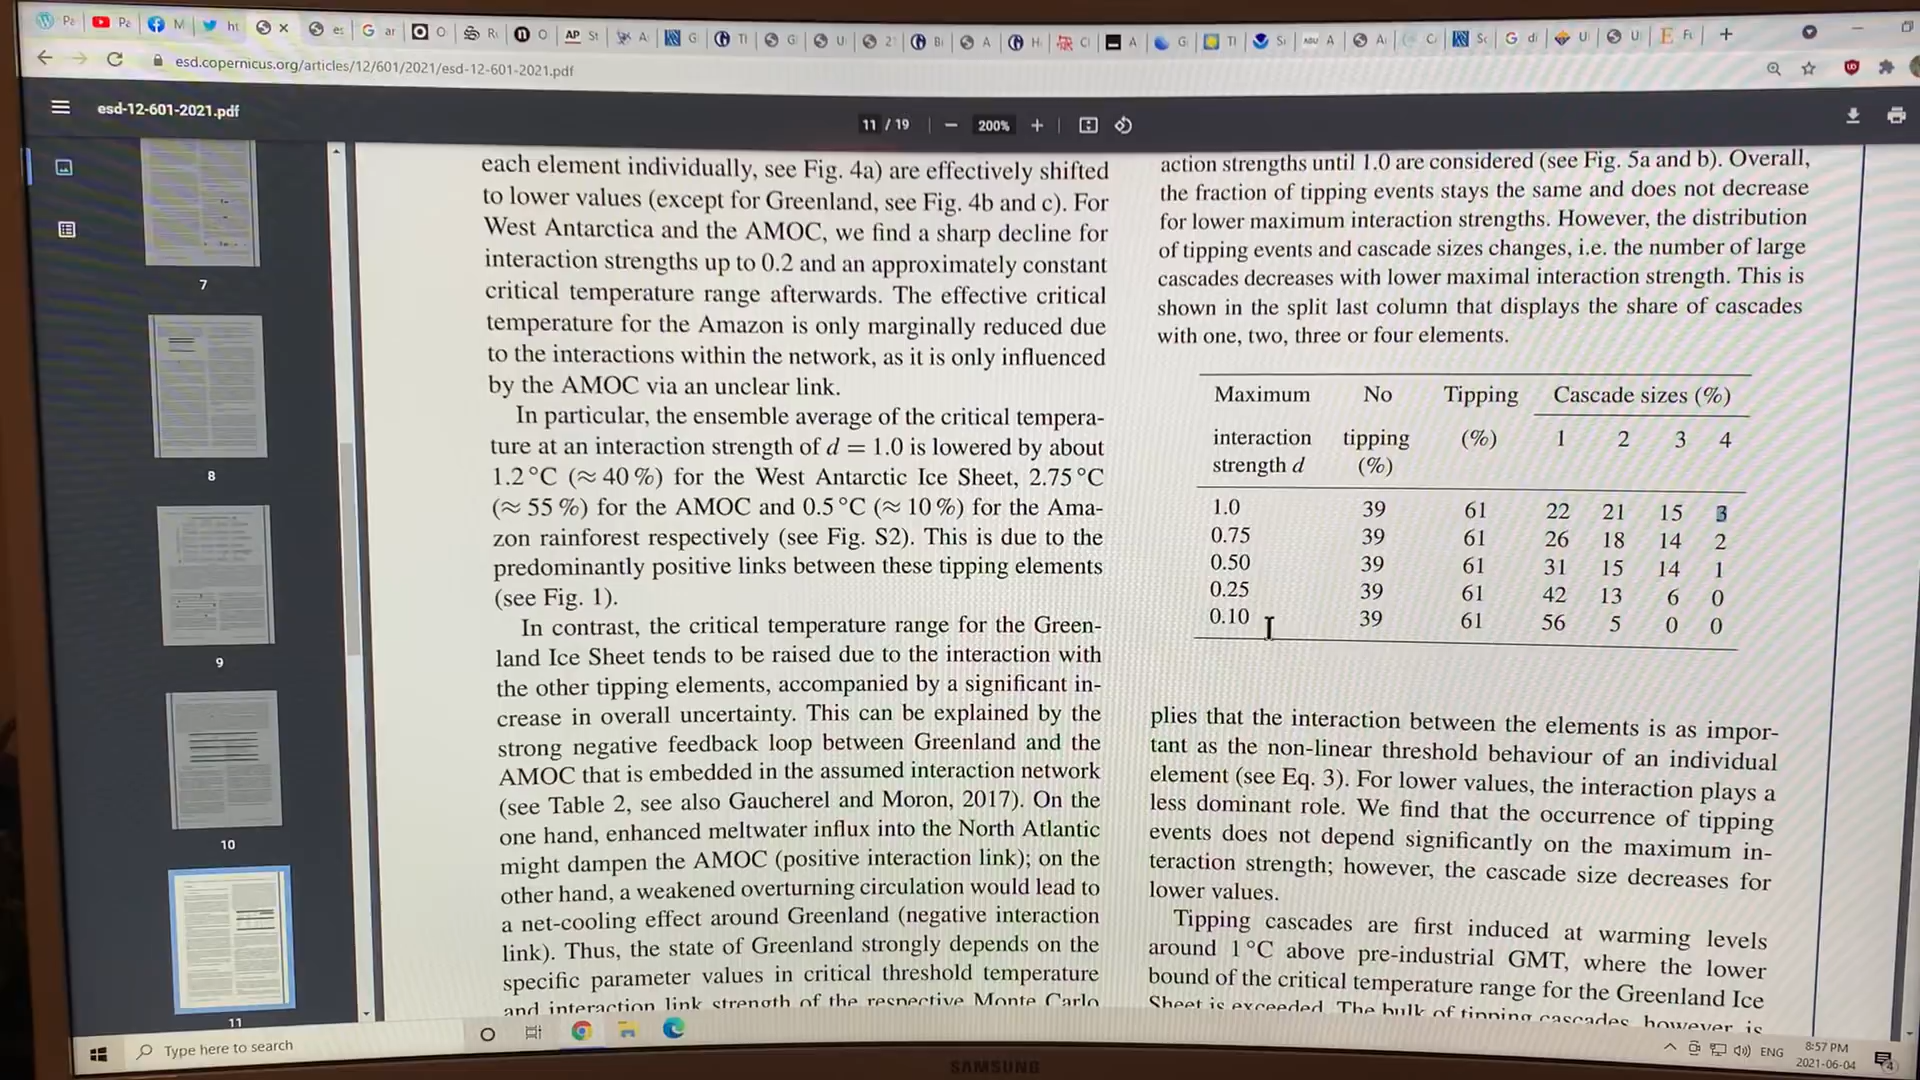 esd.copernicus.org/articles/12/601/2021/esd-12-601-2021.pdf
esd-12-601-2021.pdf
11 / 19
200%
7
8
9
10
11
each element individually, see Fig. 4a) are effectively shifted
to lower values (except for Greenland, see Fig. 4b and c). For
West Antarctica and the AMOC, we find a sharp decline for
interaction strengths up to 0.2 and an approximately constant
critical temperature range afterwards. The effective critical
temperature for the Amazon is only marginally reduced due
to the interactions within the network, as it is only influenced
by the AMOC via an unclear link.
In particular, the ensemble average of the critical tempera-
ture at an interaction strength of d = 1.0 is lowered by about
1.2 °C (≈ 40 %) for the West Antarctic Ice Sheet, 2.75 °C
(≈ 55 %) for the AMOC and 0.5 °C (≈ 10 %) for the Ama-
zon rainforest respectively (see Fig. S2). This is due to the
predominantly positive links between these tipping elements
(see Fig. 1).
In contrast, the critical temperature range for the Green-
land Ice Sheet tends to be raised due to the interaction with
the other tipping elements, accompanied by a significant in-
crease in overall uncertainty. This can be explained by the
strong negative feedback loop between Greenland and the
AMOC that is embedded in the assumed interaction network
(see Table 2, see also Gaucherel and Moron, 2017). On the
one hand, enhanced meltwater influx into the North Atlantic
might dampen the AMOC (positive interaction link); on the
other hand, a weakened overturning circulation would lead to
a net-cooling effect around Greenland (negative interaction
link). Thus, the state of Greenland strongly depends on the
specific parameter values in critical threshold temperature
and interaction link strength of the respective Monte Carlo
action strengths until 1.0 are considered (see Fig. 5a and b). Overall,
the fraction of tipping events stays the same and does not decrease
for lower maximum interaction strengths. However, the distribution
of tipping events and cascade sizes changes, i.e. the number of large
cascades decreases with lower maximal interaction strength. This is
shown in the split last column that displays the share of cascades
with one, two, three or four elements.
Maximum No Tipping Cascade sizes (%)
interaction tipping (%) 1 2 3 4
strength d (%)
1.0 39 61 22 21 15 3
0.75 39 61 26 18 14 2
0.50 39 61 31 15 14 1
0.25 39 61 42 13 6 0
0.10 39 61 56 5 0 0
plies that the interaction between the elements is as impor-
tant as the non-linear threshold behaviour of an individual
element (see Eq. 3). For lower values, the interaction plays a
less dominant role. We find that the occurrence of tipping
events does not depend significantly on the maximum in-
teraction strength; however, the cascade size decreases for
lower values.
Tipping cascades are first induced at warming levels
around 1 °C above pre-industrial GMT, where the lower
bound of the critical temperature range for the Greenland Ice
Sheet is exceeded. The bulk of tipping cascades, however, is
Type here to search
ENG
8:57 PM
2021-06-04
SAMSUNG